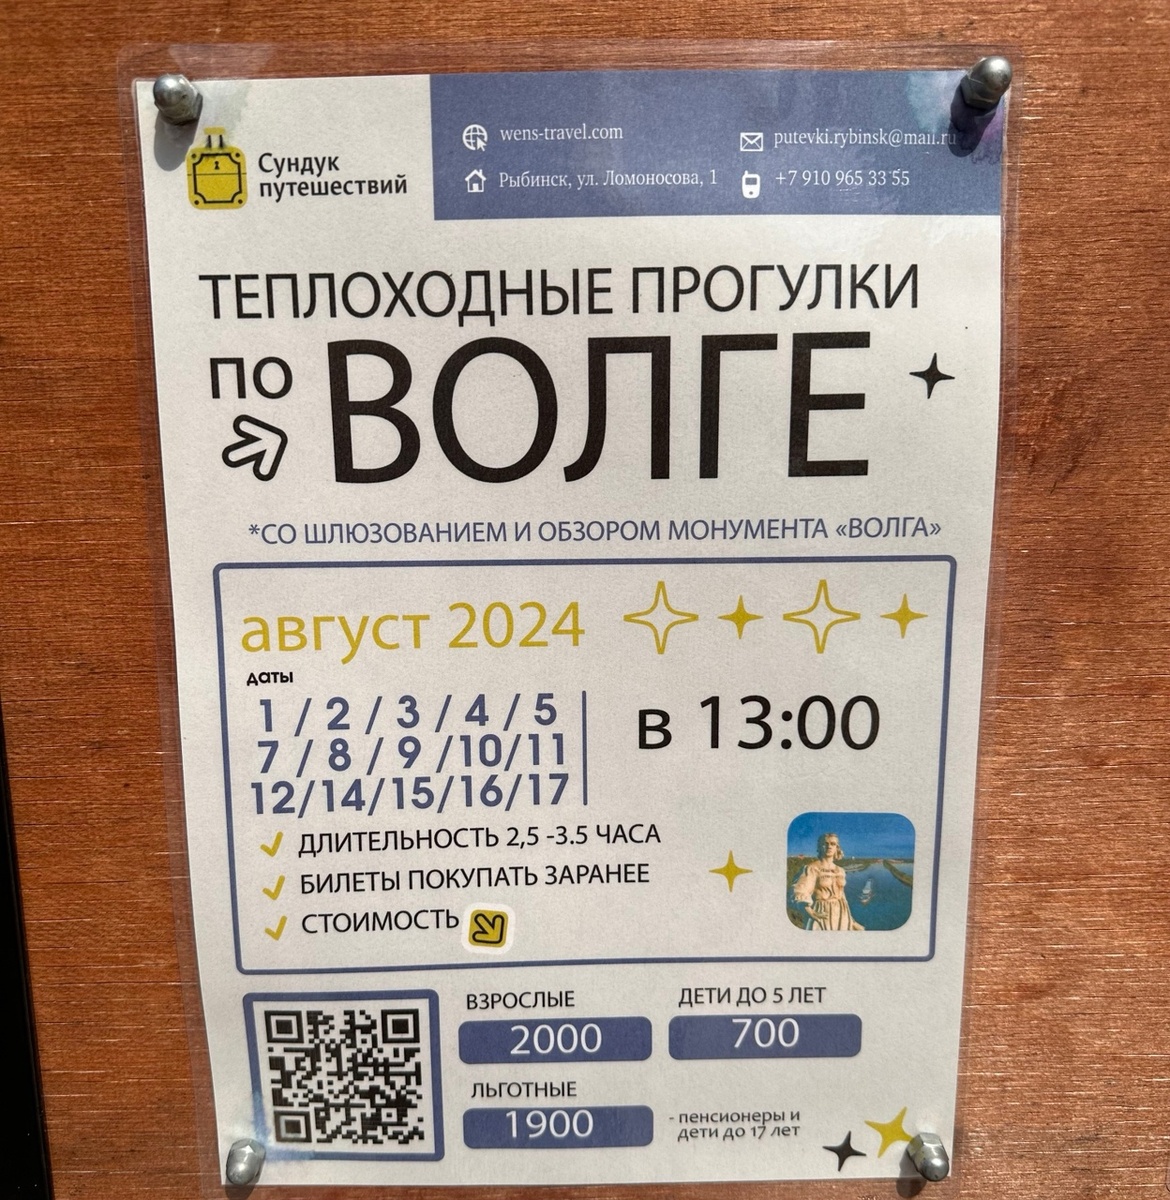 Сундук
путешествий
wens-travel.com
Рыбинск, ул. Ломоносова, 1
putevki.rybinsk@mail.ru
+7 910 965 33 55
ТЕПЛОХОДНЫЕ ПРОГУЛКИ
ПО
ВОЛГЕ
*СО ШЛЮЗОВАНИЕМ И ОБЗОРОМ МОНУМЕНТА «ВОЛГА»
август 2024
даты
1 / 2 / 3 / 4 / 5
7 / 8 / 9 /10/11
12/14/15/16/17
в 13:00
ДЛИТЕЛЬНОСТЬ 2,5 -3.5 ЧАСА
БИЛЕТЫ ПОКУПАТЬ ЗАРАНЕЕ
СТОИМОСТЬ
ВЗРОСЛЫЕ
2000
ДЕТИ ДО 5 ЛЕТ
700
ЛЬГОТНЫЕ
1900
- пенсионеры и
дети до 17 лет